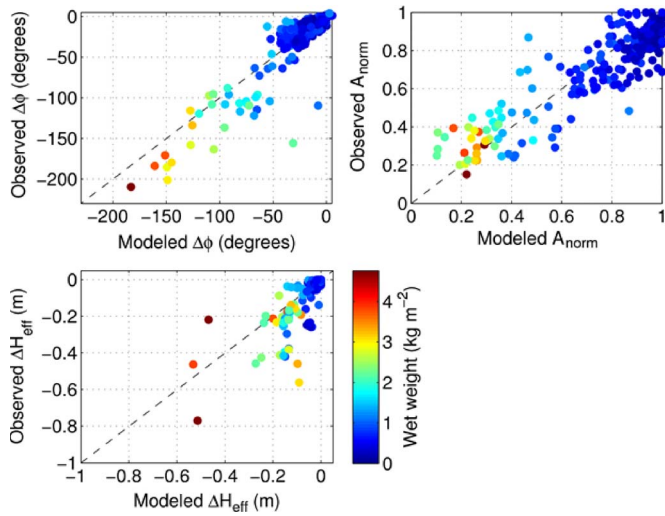 0
−50
−100
−150
−200
Observed Δϕ (degrees)
−200 −150 −100 −50 0
Modeled Δϕ (degrees)
1
0.8
0.6
0.4
0.2
0
Observed A_norm
0 0.2 0.4 0.6 0.8 1
Modeled A_norm
0
−0.2
−0.4
−0.6
−0.8
−1
Observed ΔH_eff (m)
−1 −0.8 −0.6 −0.4 −0.2 0
Modeled ΔH_eff (m)
4
3
2
1
0
Wet weight (kg m⁻²)